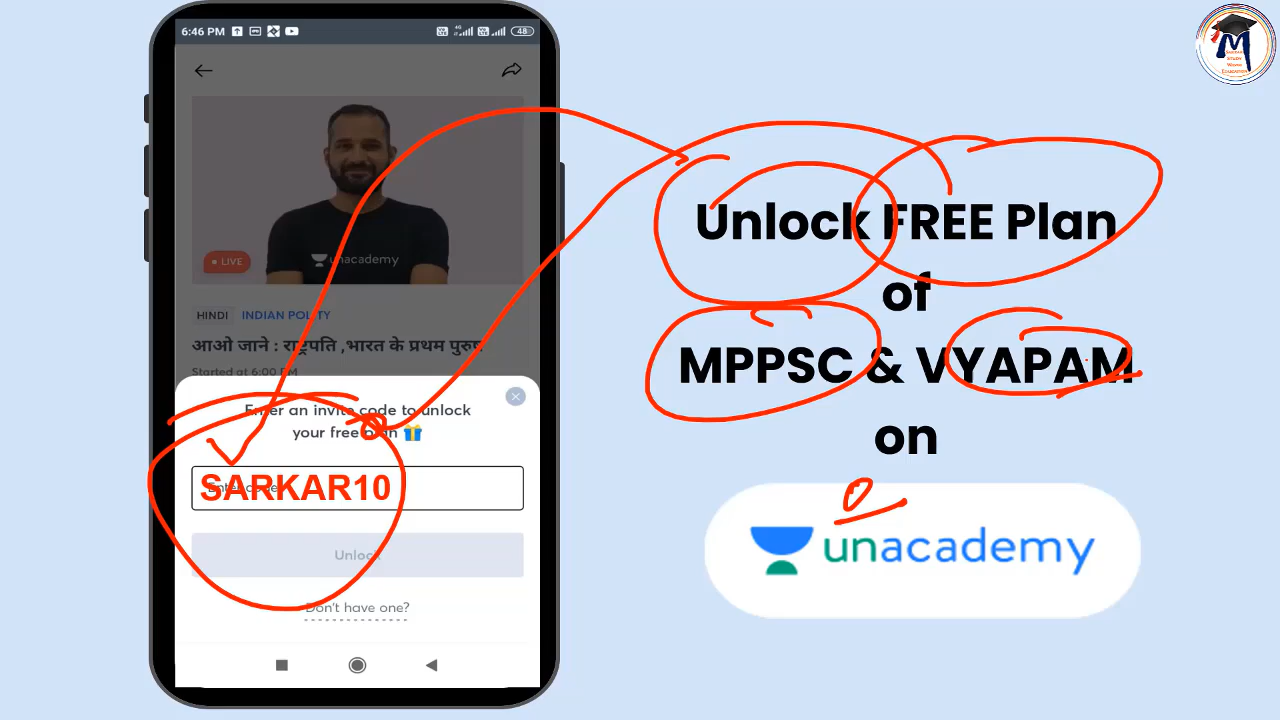 6:46 PM
48
unacademy
LIVE
HINDI INDIAN POLITY
आओ जाने : राष्ट्रपति ,भारत के प्रथम पुरुष
Started at 6:00 PM
Enter an invite code to unlock
your free plan
SARKAR10
Unlock
Don't have one?
Unlock FREE Plan
of
MPPSC & VYAPAM
on
unacademy
M